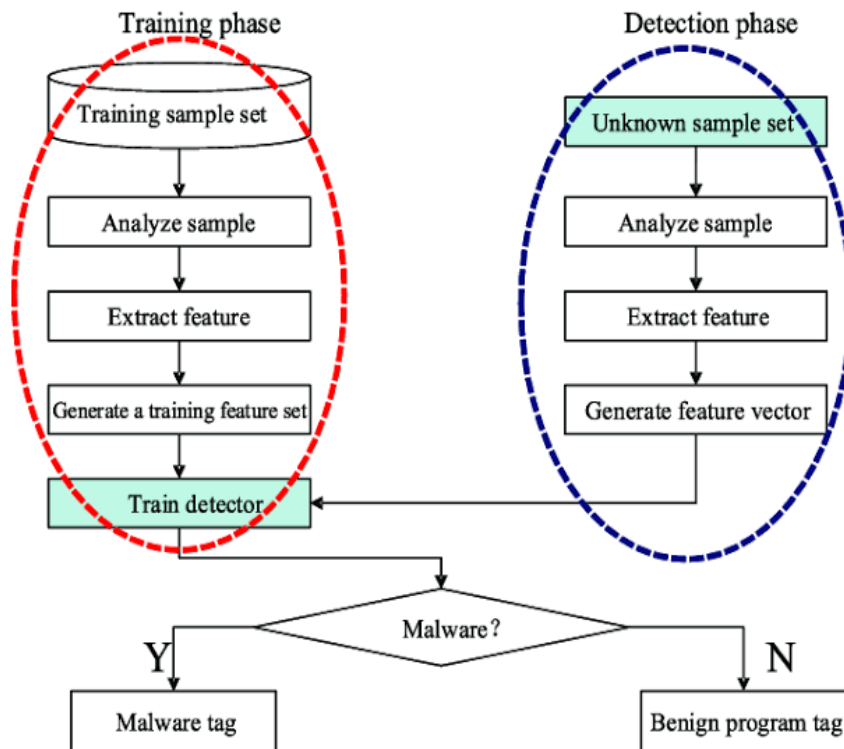 Training phase
Training sample set
Analyze sample
Extract feature
Generate a training feature set
Train detector
Detection phase
Unknown sample set
Analyze sample
Extract feature
Generate feature vector
Malware?
Y
N
Malware tag
Benign program tag